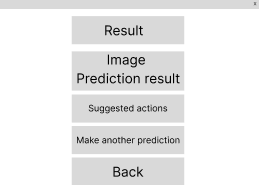 x
Result
Image
Prediction result
Suggested actions
Make another prediction
Back